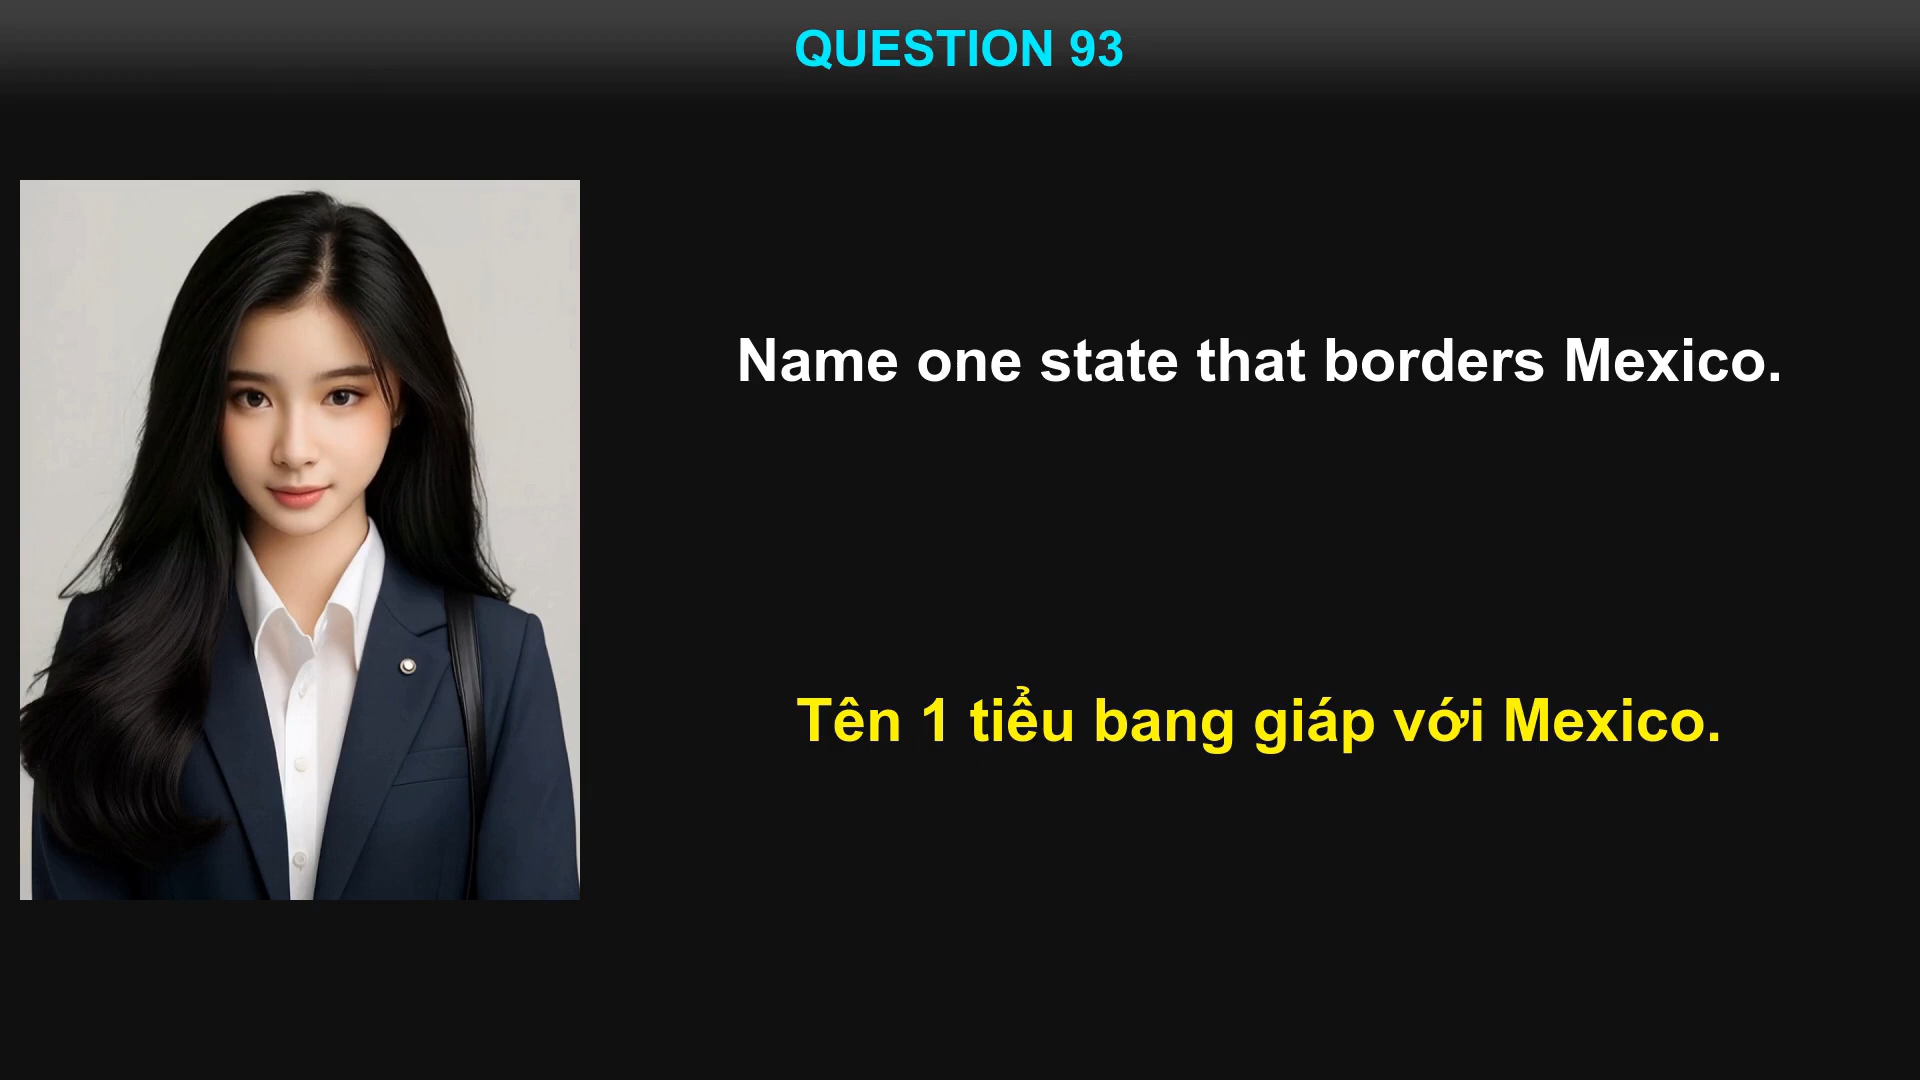 QUESTION 93
Name one state that borders Mexico.
Tên 1 tiểu bang giáp với Mexico.